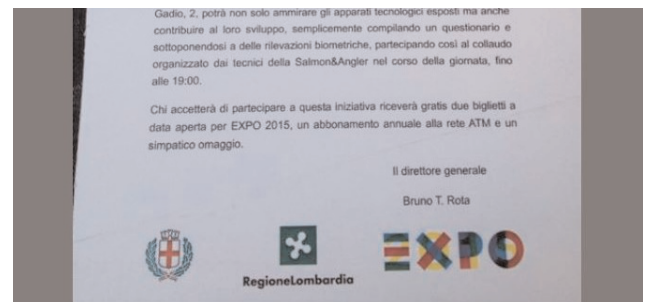 Gadio, 2, potrà non solo ammirare gli apparati tecnologici esposti ma anche
contribuire al loro sviluppo, semplicemente compilando un questionario e
sottoponendosi a delle rilevazioni biometriche, partecipando così al collaudo
organizzato dai tecnici della Salmon&Angler nel corso della giornata, fino
alle 19:00.
Chi accetterà di partecipare a questa iniziativa riceverà gratis due biglietti a
data aperta per EXPO 2015, un abbonamento annuale alla rete ATM e un
simpatico omaggio.
Il direttore generale
Bruno T. Rota
EXPO
RegioneLombardia